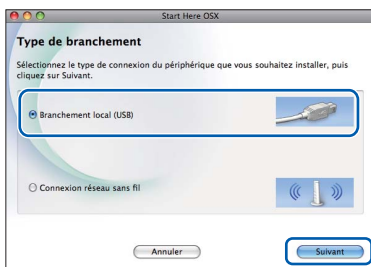 Start Here OSX
Type de branchement
Sélectionnez le type de connexion du périphérique que vous souhaitez installer, puis
cliquez sur Suivant.
Branchement local (USB)
Connexion réseau sans fil
Annuler
Suivant